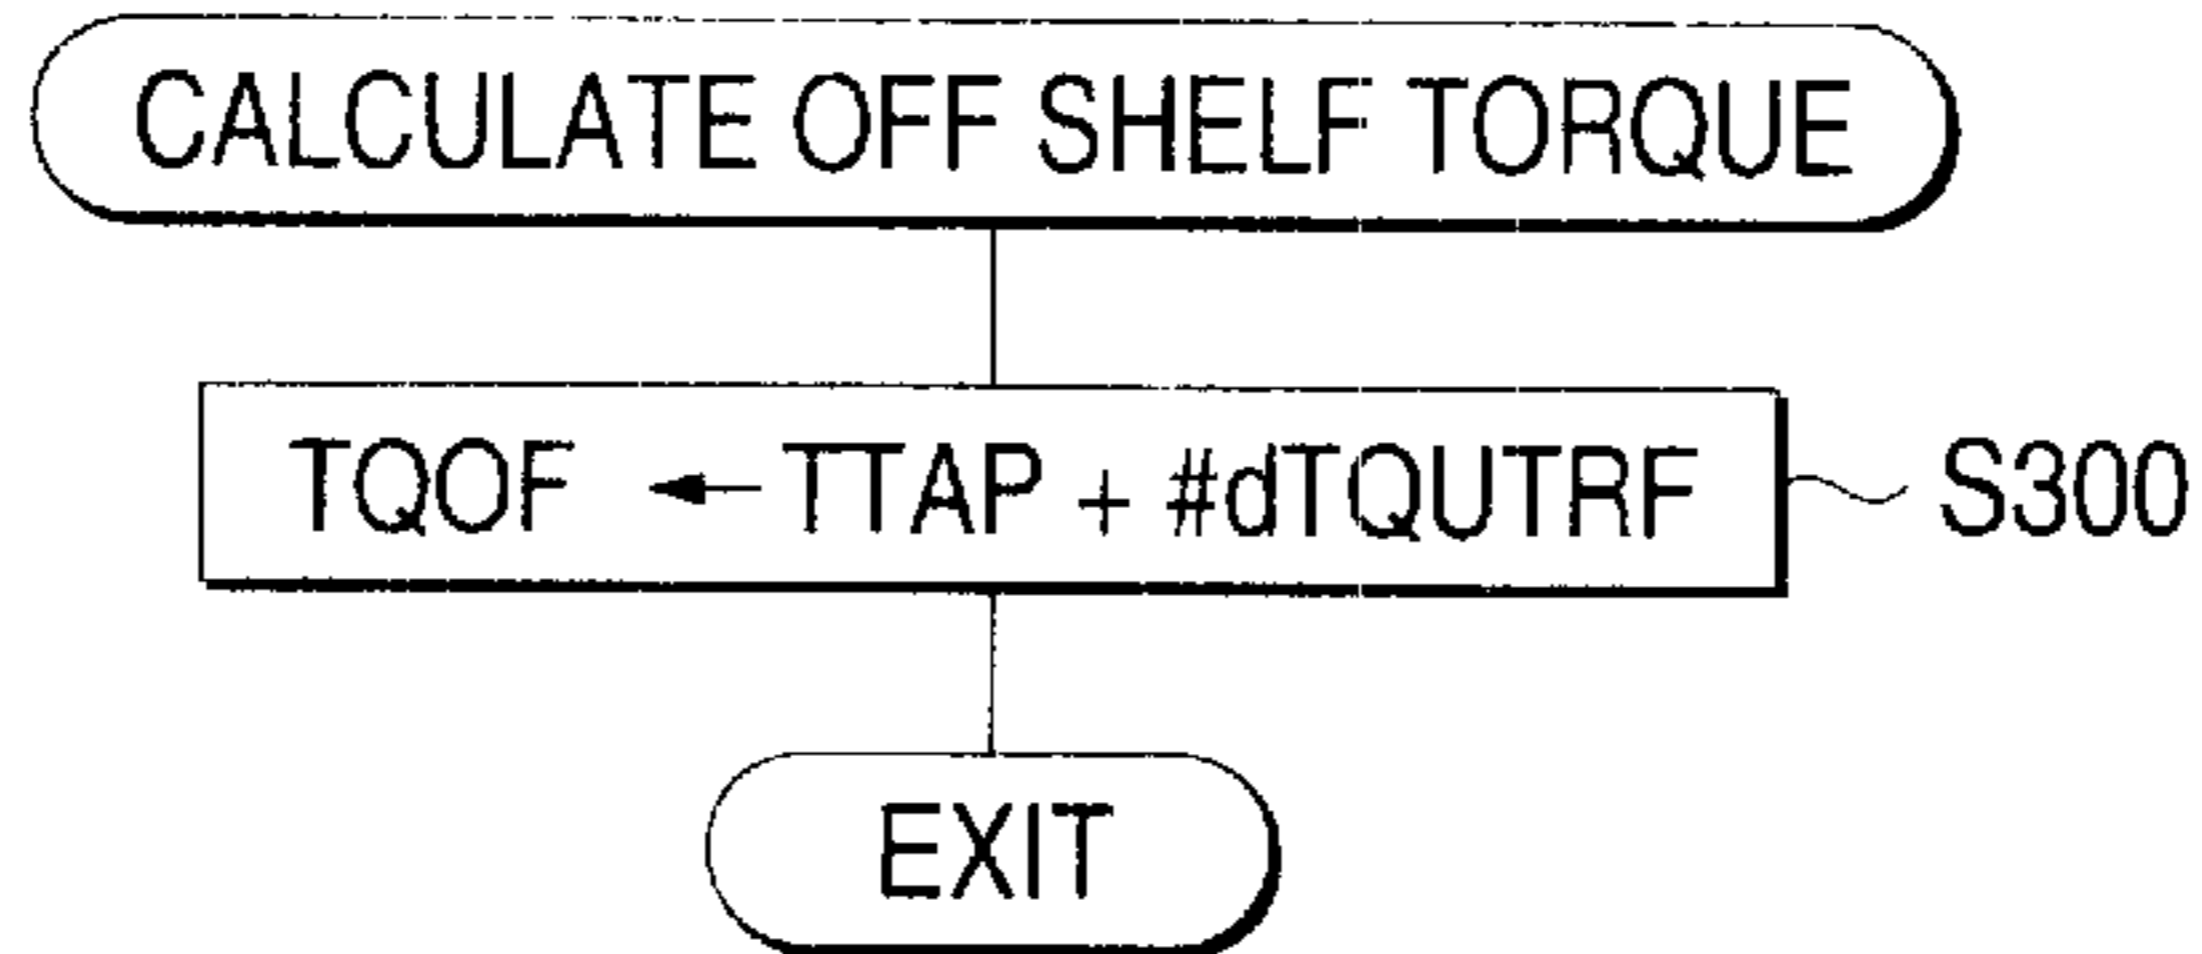 CALCULATE OFF SHELF TORQUE
TQOF ← TTAP + #dTQUTRF
S300
EXIT